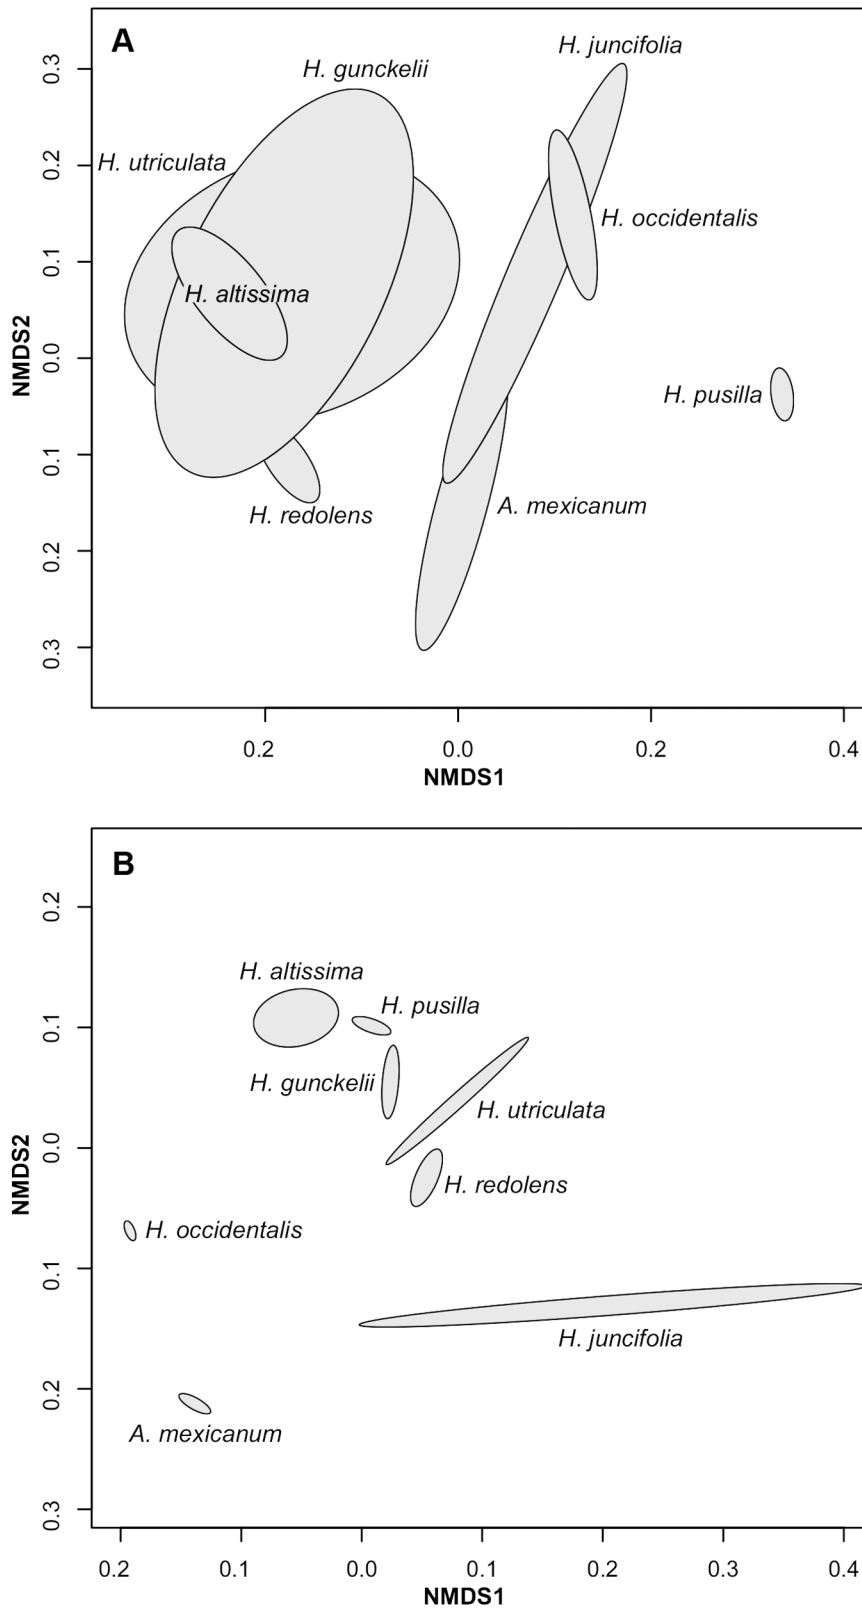 A
H. juncifolia
H. gunckelii
0.3
H. utriculata
0.2
H. occidentalis
0.1
H. altissima
NMDS2
0.0
H. pusilla
0.1
A. mexicanum
H. redolens
0.2
0.3
0.2 0.0 0.2 0.4
NMDS1
B
0.2
H. altissima
H. pusilla
0.1
H. gunckelii
H. utriculata
NMDS2
0.0
H. redolens
H. occidentalis
0.1
H. juncifolia
0.2
A. mexicanum
0.3
0.2 0.1 0.0 0.1 0.2 0.3 0.4
NMDS1